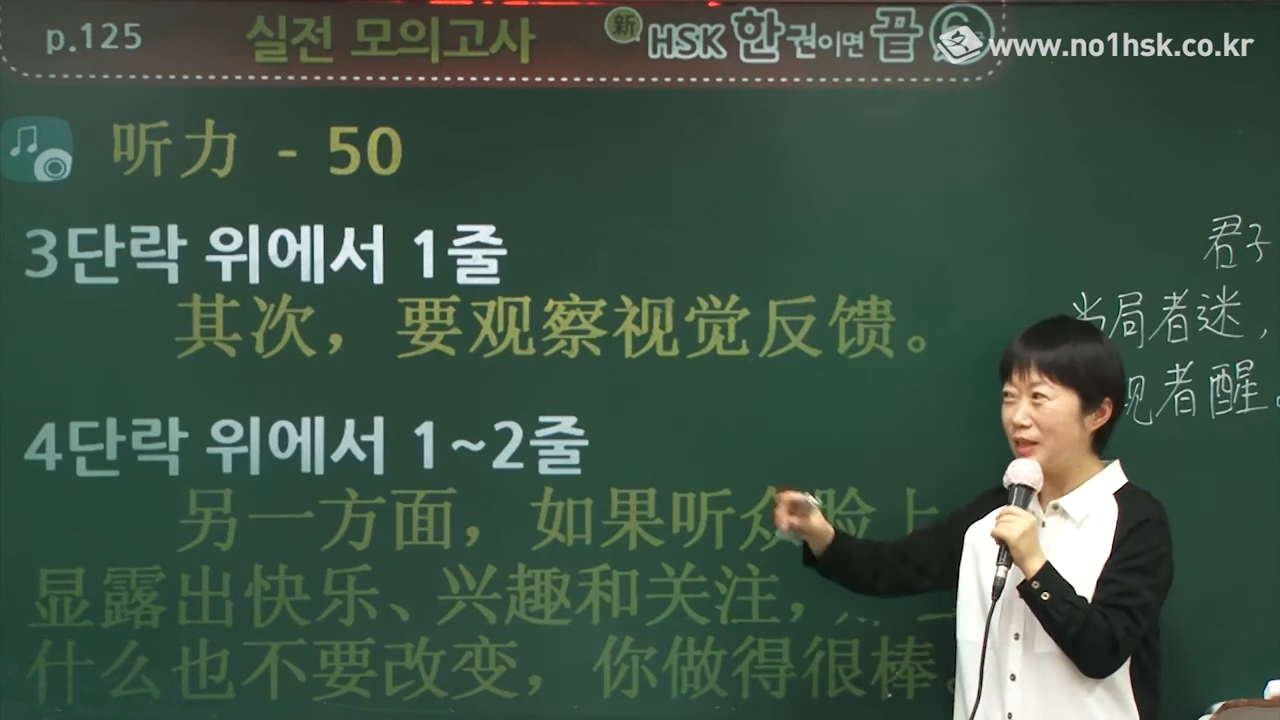 p.125 실전 모의고사 新 HSK 한권이면 끝 www.no1hsk.co.kr
听力 - 50
3단락 위에서 1줄
其次，要观察视觉反馈。
4단락 위에서 1~2줄
另一方面，如果听众脸上
显露出快乐、兴趣和关注，
什么也不要改变，你做得很棒。
君子
当局者迷，
观者醒。